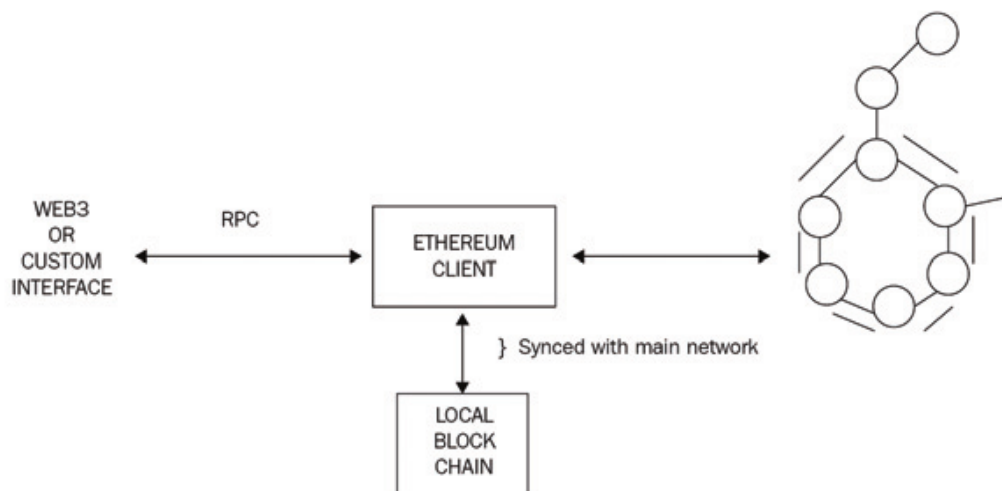 WEB3
OR
CUSTOM
INTERFACE
RPC
ETHEREUM
CLIENT
} Synced with main network
LOCAL
BLOCK
CHAIN